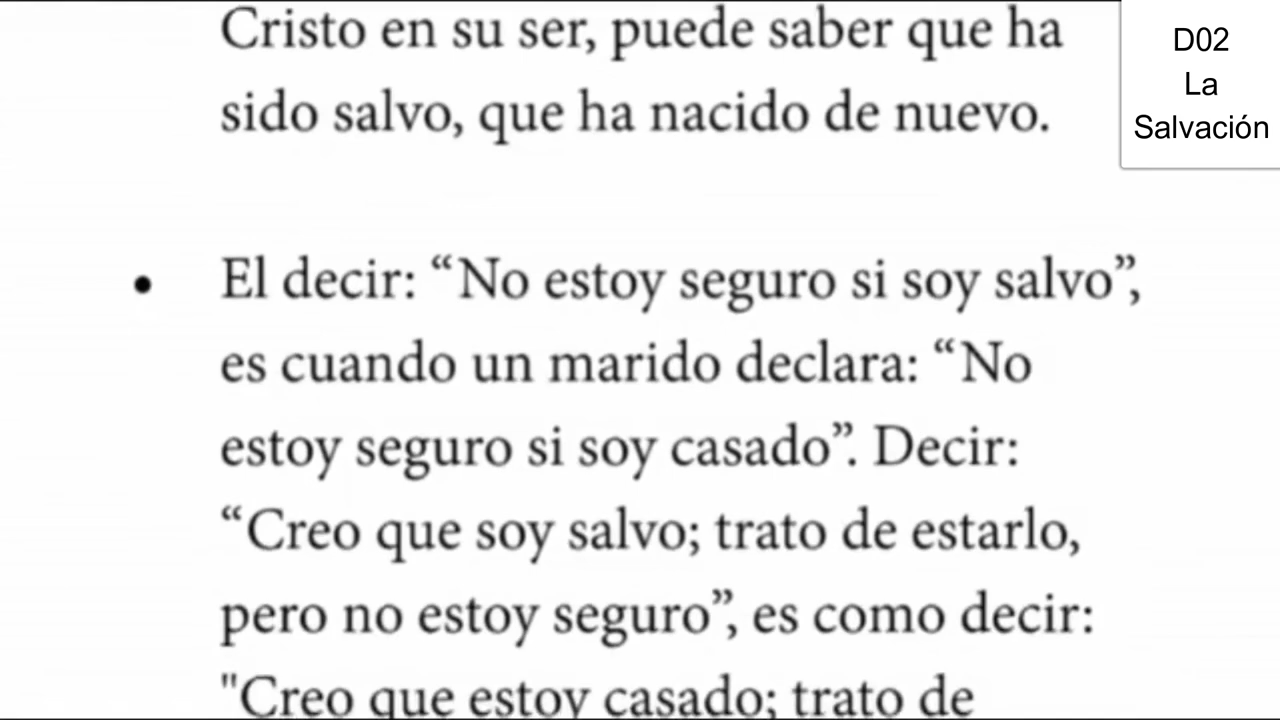 Cristo en su ser, puede saber que ha
sido salvo, que ha nacido de nuevo.
D02
La
Salvación
• El decir: “No estoy seguro si soy salvo”,
es cuando un marido declara: “No
estoy seguro si soy casado”. Decir:
“Creo que soy salvo; trato de estarlo,
pero no estoy seguro”, es como decir:
"Creo que estoy casado; trato de